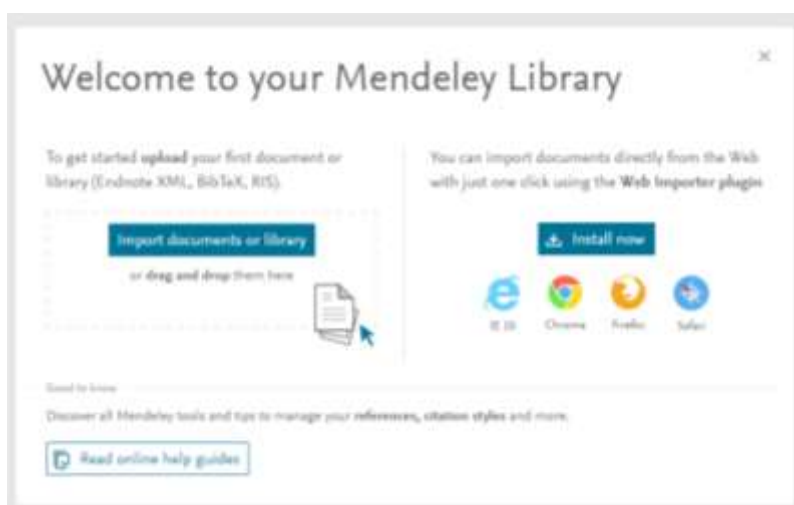 Welcome to your Mendeley Library
To get started upload your first document or
library (Endnote XML, BibTeX, RIS).
Import documents or library
or drag and drop them here
You can import documents directly from the Web
with just one click using the Web Importer plugin
Install now
Chrome
Firefox
Safari
Good to know
Discover all Mendeley tools and tips to manage your references, citation styles and more.
Read online help guides